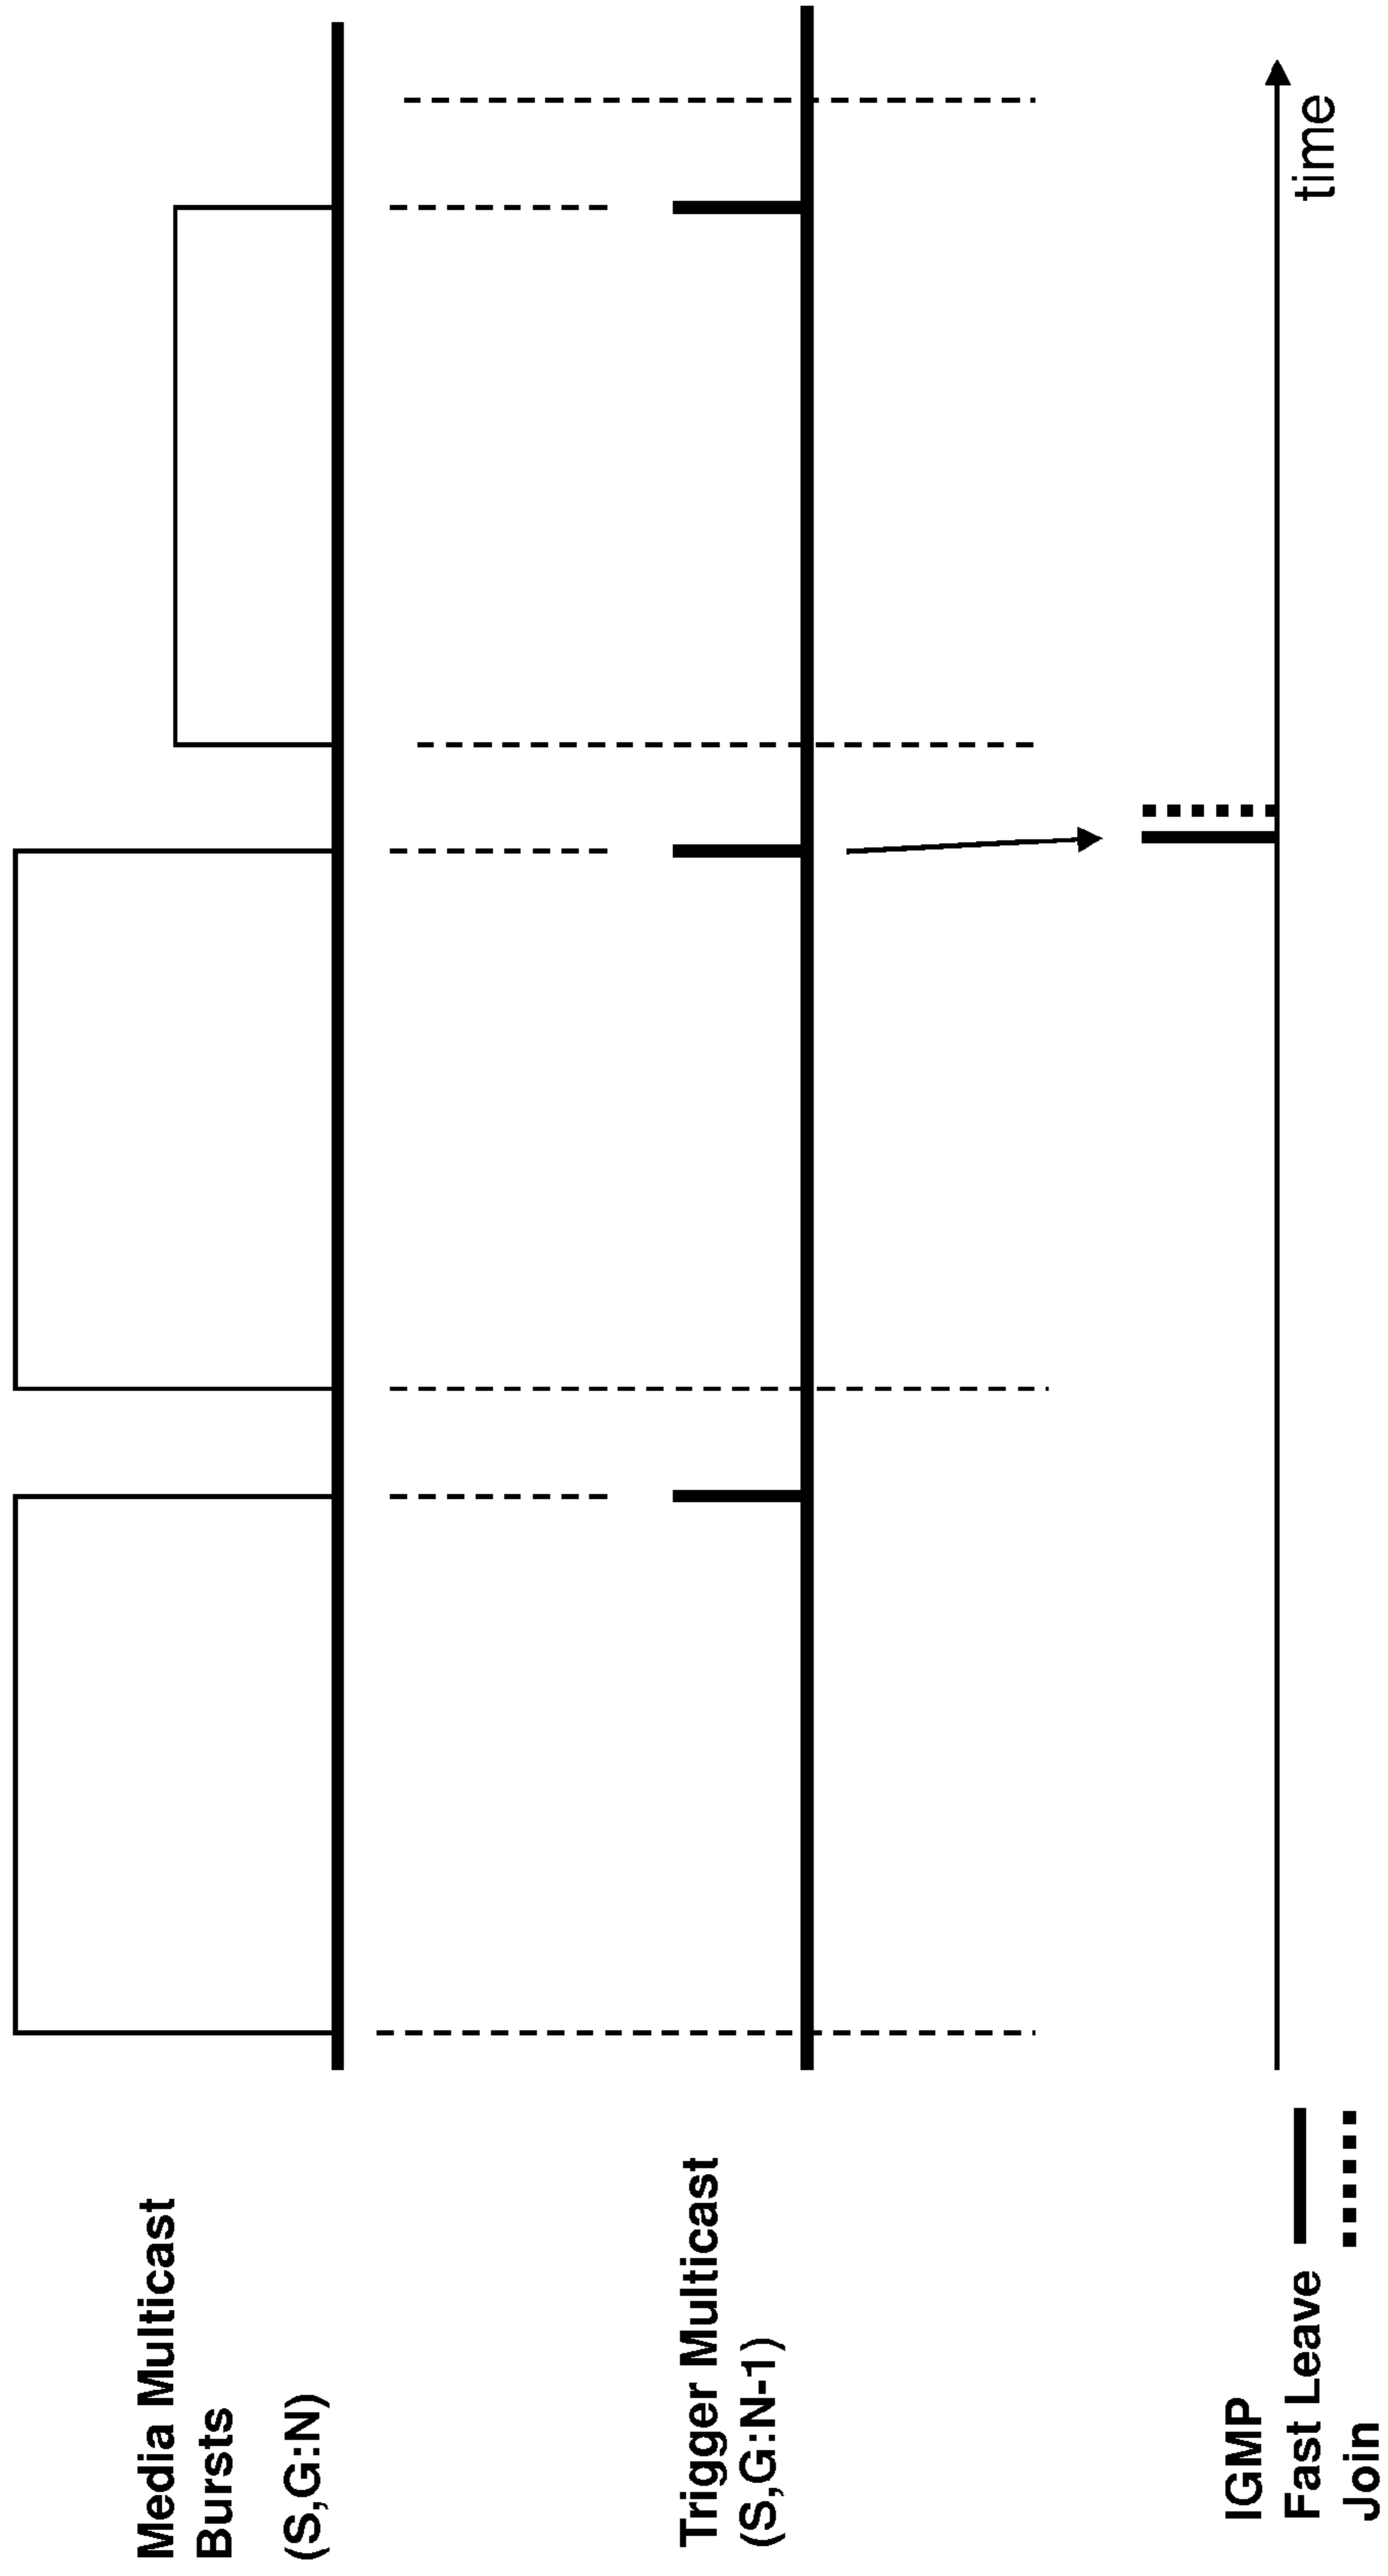 Media Multicast
Bursts
(S,G:N)
Trigger Multicast
(S,G:N-1)
IGMP
Fast Leave
Join
time